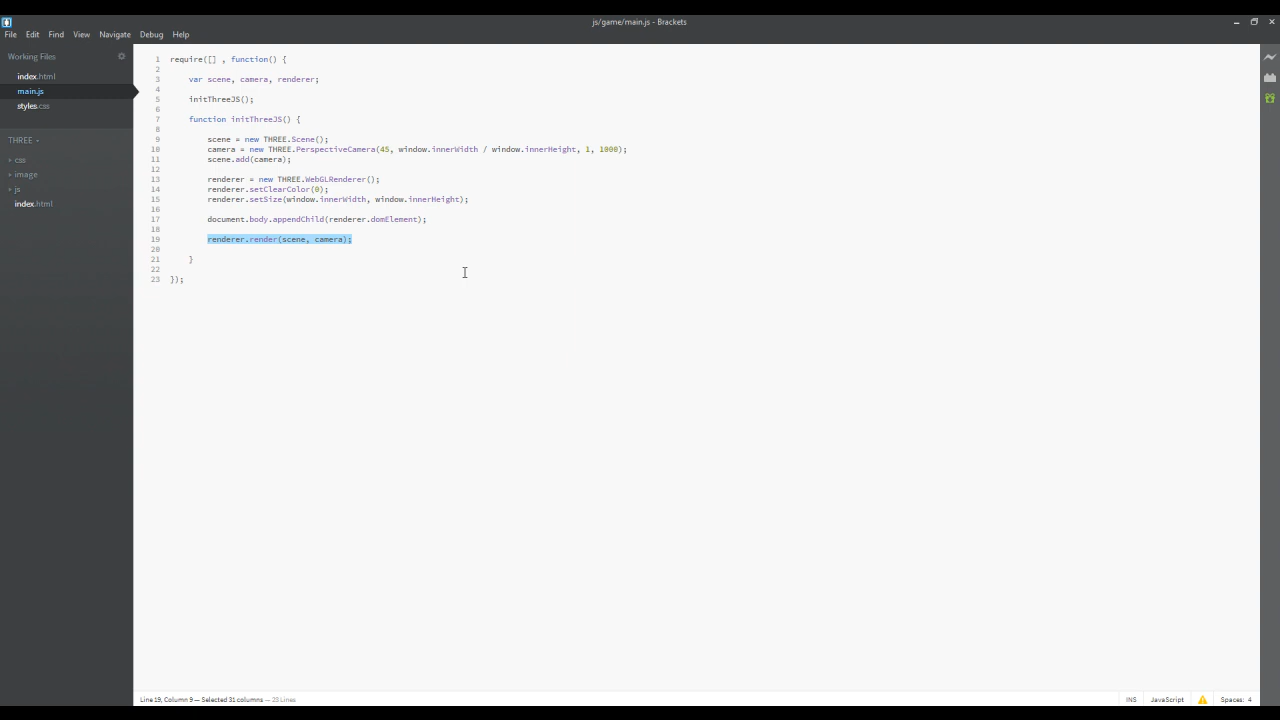 js/game/main.js - Brackets
File Edit Find View Navigate Debug Help
Working Files
index.html
main.js
styles.css
THREE
css
image
js
index.html
1 require([] , function() {
2
3 var scene, camera, renderer;
4
5 initThreeJS();
6
7 function initThreeJS() {
8
9 scene = new THREE.Scene();
10 camera = new THREE.PerspectiveCamera(45, window.innerWidth / window.innerHeight, 1, 1000);
11 scene.add(camera);
12
13 renderer = new THREE.WebGLRenderer();
14 renderer.setClearColor(0);
15 renderer.setSize(window.innerWidth, window.innerHeight);
16
17 document.body.appendChild(renderer.domElement);
18
19 renderer.render(scene, camera);
20
21 }
22
23 });
Line 19, Column 9 — Selected 31 columns — 23 Lines
INS JavaScript Spaces: 4